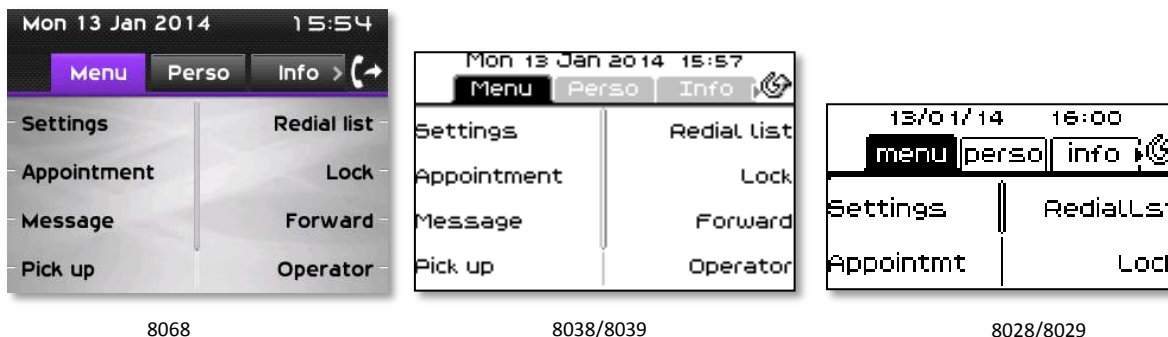 Mon 13 Jan 2014 15:54
Menu Perso Info >
Settings Redial list
Appointment Lock
Message Forward
Pick up Operator
8068
Mon 13 Jan 2014 15:57
Menu Perso Info
Settings Redial list
Appointment Lock
Message Forward
Pick up Operator
8038/8039
13/01/14 16:00
menu perso info
Settings RedialLst
Appointmt Lock
8028/8029